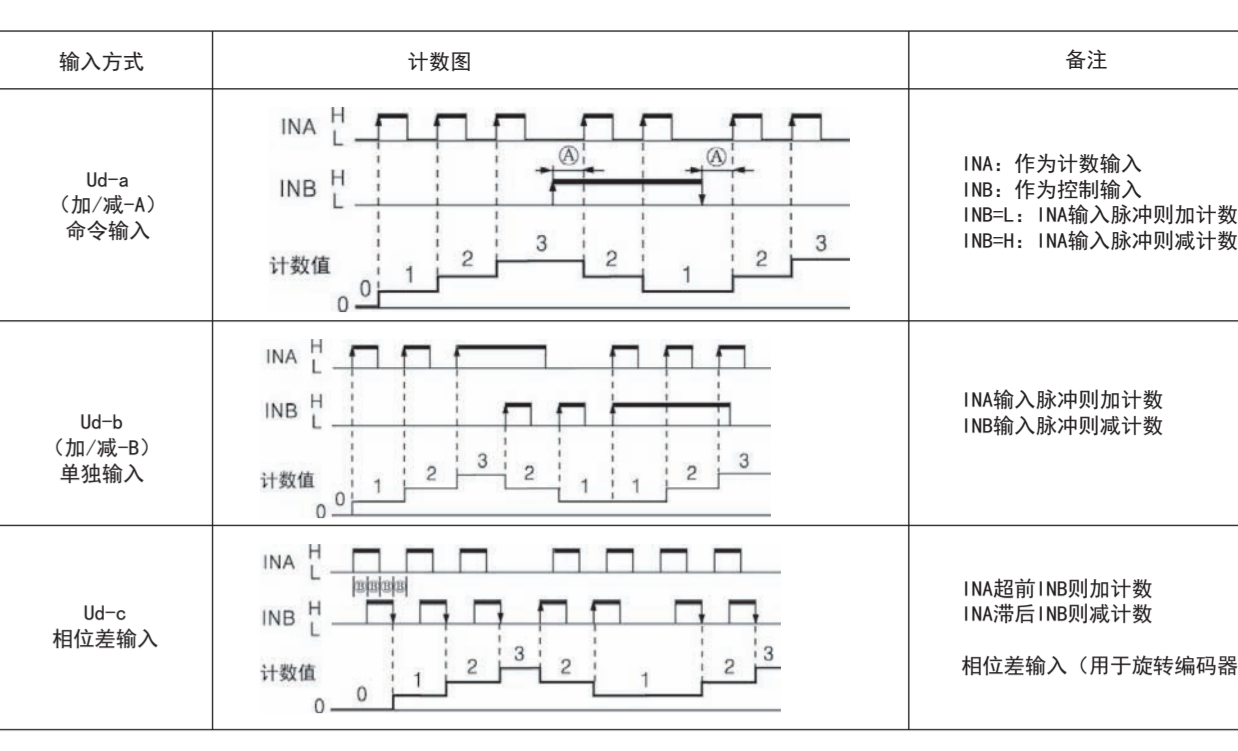 输入方式
计数图
备注
Ud-a
（加/减-A）
命令输入
INA H
L
Ⓐ Ⓐ
INB H
L
计数值
0 1 2 3 2 1 2 3
0
INA：作为计数输入
INB：作为控制输入
INB=L：INA输入脉冲则加计数
INB=H：INA输入脉冲则减计数
Ud-b
（加/减-B）
单独输入
INA H
L
INB H
L
计数值
0 1 2 3 2 1 1 2 3
0
INA输入脉冲则加计数
INB输入脉冲则减计数
Ud-c
相位差输入
INA H
L
ⒷⒷⒷⒷ
INB H
L
计数值
0 1 2 3 2 1 2 3
0
INA超前INB则加计数
INA滞后INB则减计数
相位差输入（用于旋转编码器